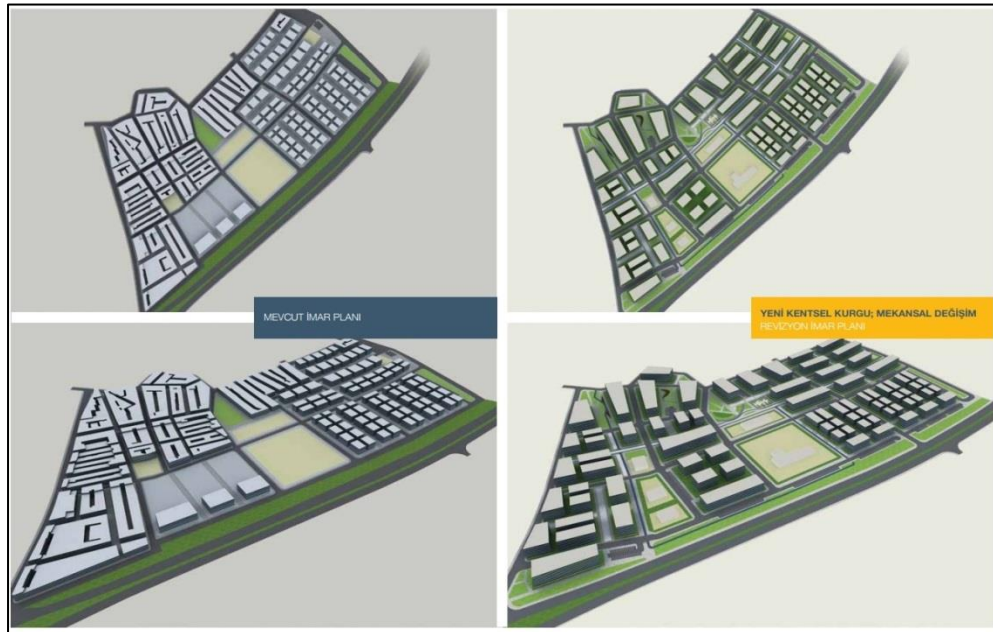 MEVCUT İMAR PLANI
YENİ KENTSEL KURGU; MEKANSAL DEĞİŞİM
REVİZYON İMAR PLANI